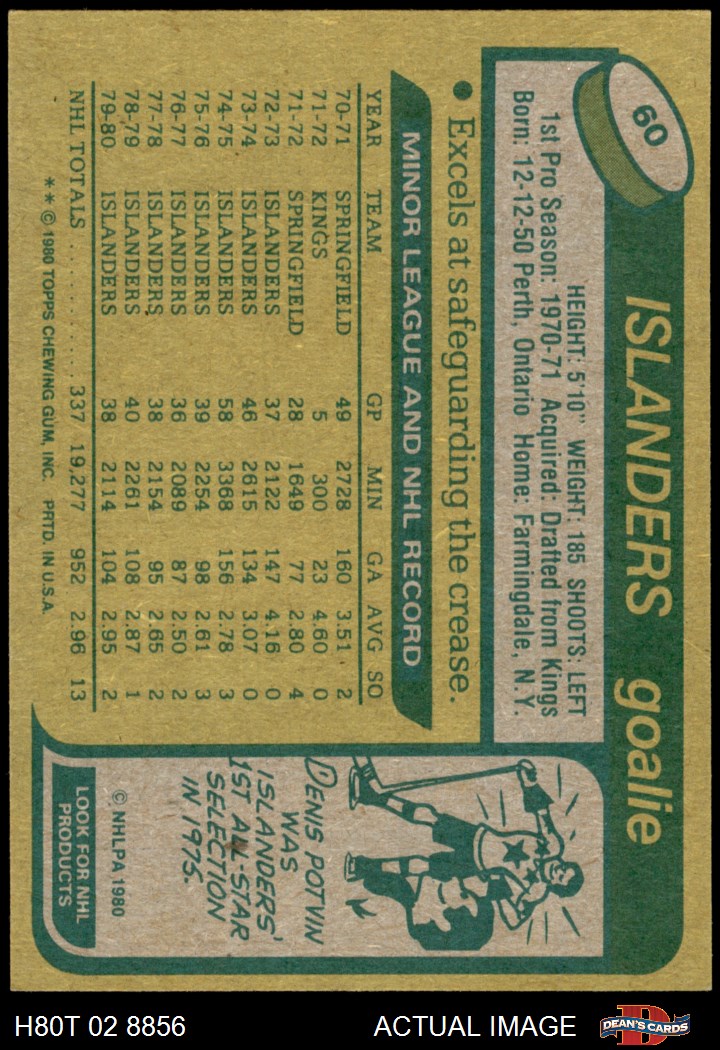 60
ISLANDERS goalie
HEIGHT: 5'10" WEIGHT: 185 SHOOTS: LEFT
1st Pro Season: 1970-71 Acquired: Drafted from Kings
Born: 12-12-50 Perth, Ontario Home: Farmingdale, N.Y.
• Excels at safeguarding the crease.
MINOR LEAGUE AND NHL RECORD
YEAR TEAM GP MIN GA AVG SO
70-71 SPRINGFIELD 49 2728 160 3.51 2
71-72 KINGS 5 300 23 4.60 0
71-72 SPRINGFIELD 28 1649 77 2.80 4
72-73 ISLANDERS 37 2122 147 4.16 0
73-74 ISLANDERS 46 2615 134 3.07 0
74-75 ISLANDERS 58 3368 156 2.78 3
75-76 ISLANDERS 39 2254 98 2.61 3
76-77 ISLANDERS 36 2089 87 2.50 2
77-78 ISLANDERS 38 2154 95 2.65 2
78-79 ISLANDERS 40 2261 108 2.87 1
79-80 ISLANDERS 38 2114 104 2.95 2
NHL TOTALS .......... 337 19,277 952 2.96 13
** © 1980 TOPPS CHEWING GUM, INC. PRTD. IN U.S.A.
DENIS POTVIN
WAS
ISLANDERS'
1ST ALL-STAR
SELECTION
IN 1975.
© NHLPA 1980
LOOK FOR NHL
PRODUCTS
H80T 02 8856 ACTUAL IMAGE
D
DEAN'S CARDS